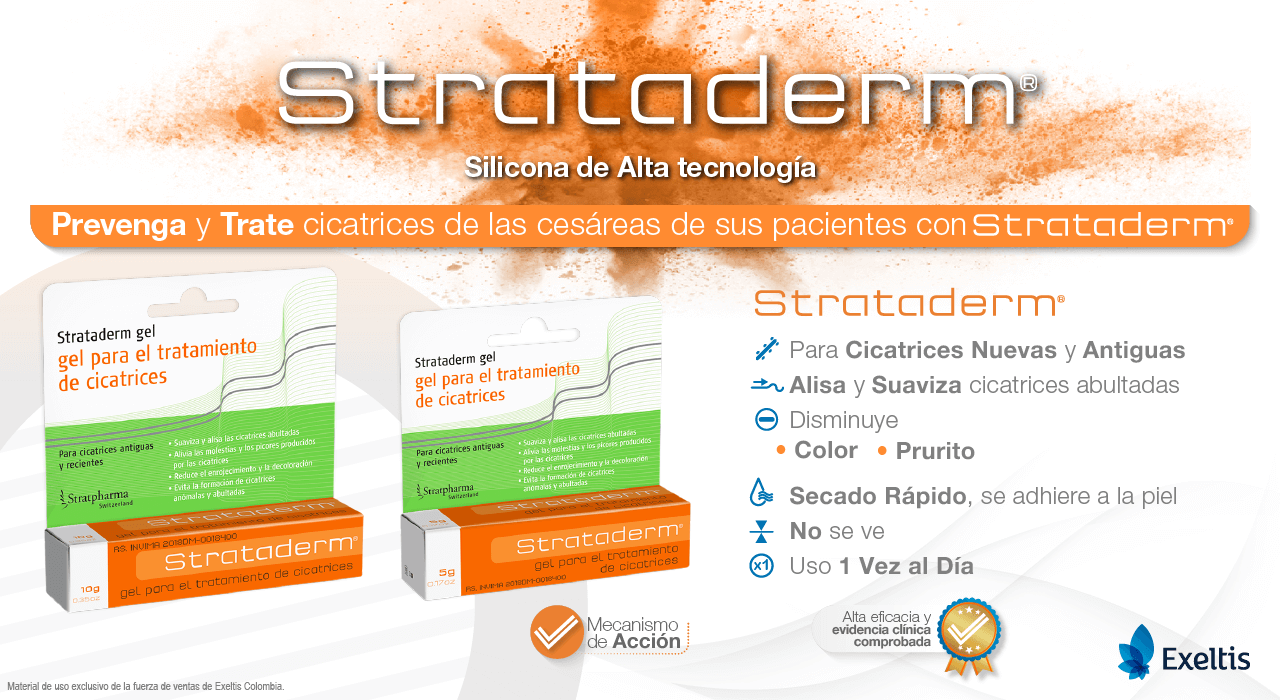 Strataderm®
Silicona de Alta tecnología
Prevenga y Trate cicatrices de las cesáreas de sus pacientes con Strataderm®
Strataderm gel
gel para el tratamiento
de cicatrices
Para cicatrices antiguas
y recientes
• Suaviza y alisa las cicatrices abultadas
• Alivia las molestias y los picores producidos
por las cicatrices
• Reduce el enrojecimiento y la decoloración
• Evita la formación de cicatrices
anómalas y abultadas
Stratpharma
Switzerland
10g
gel para el tratamiento de cicatrices
RS. INVIMA 2018DM-0018400
Strataderm®
10g
0.35oz
gel para el tratamiento de cicatrices
Strataderm gel
gel para el tratamiento
de cicatrices
Para cicatrices antiguas
y recientes
• Suaviza y alisa las cicatrices abultadas
• Alivia las molestias y los picores producidos
por las cicatrices
• Reduce el enrojecimiento y la decoloración
• Evita la formación de cicatrices
anómalas y abultadas
Stratpharma
Switzerland
5g
Strataderm®
5g
0.17oz
gel para el tratamiento
de cicatrices
RS. INVIMA 2018DM-0018400
Strataderm®
Para Cicatrices Nuevas y Antiguas
Alisa y Suaviza cicatrices abultadas
Disminuye
• Color • Prurito
Secado Rápido, se adhiere a la piel
No se ve
x1 Uso 1 Vez al Día
Mecanismo
de Acción
Alta eficacia y
evidencia clínica
comprobada
Exeltis
Material de uso exclusivo de la fuerza de ventas de Exeltis Colombia.